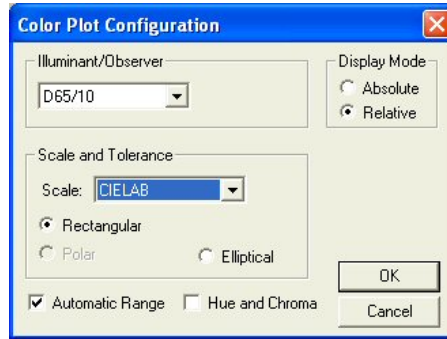 Color Plot Configuration
Illuminant/Observer
D65/10
Display Mode
Absolute
Relative
Scale and Tolerance
Scale: CIELAB
Rectangular
Polar
Elliptical
Automatic Range
Hue and Chroma
OK
Cancel